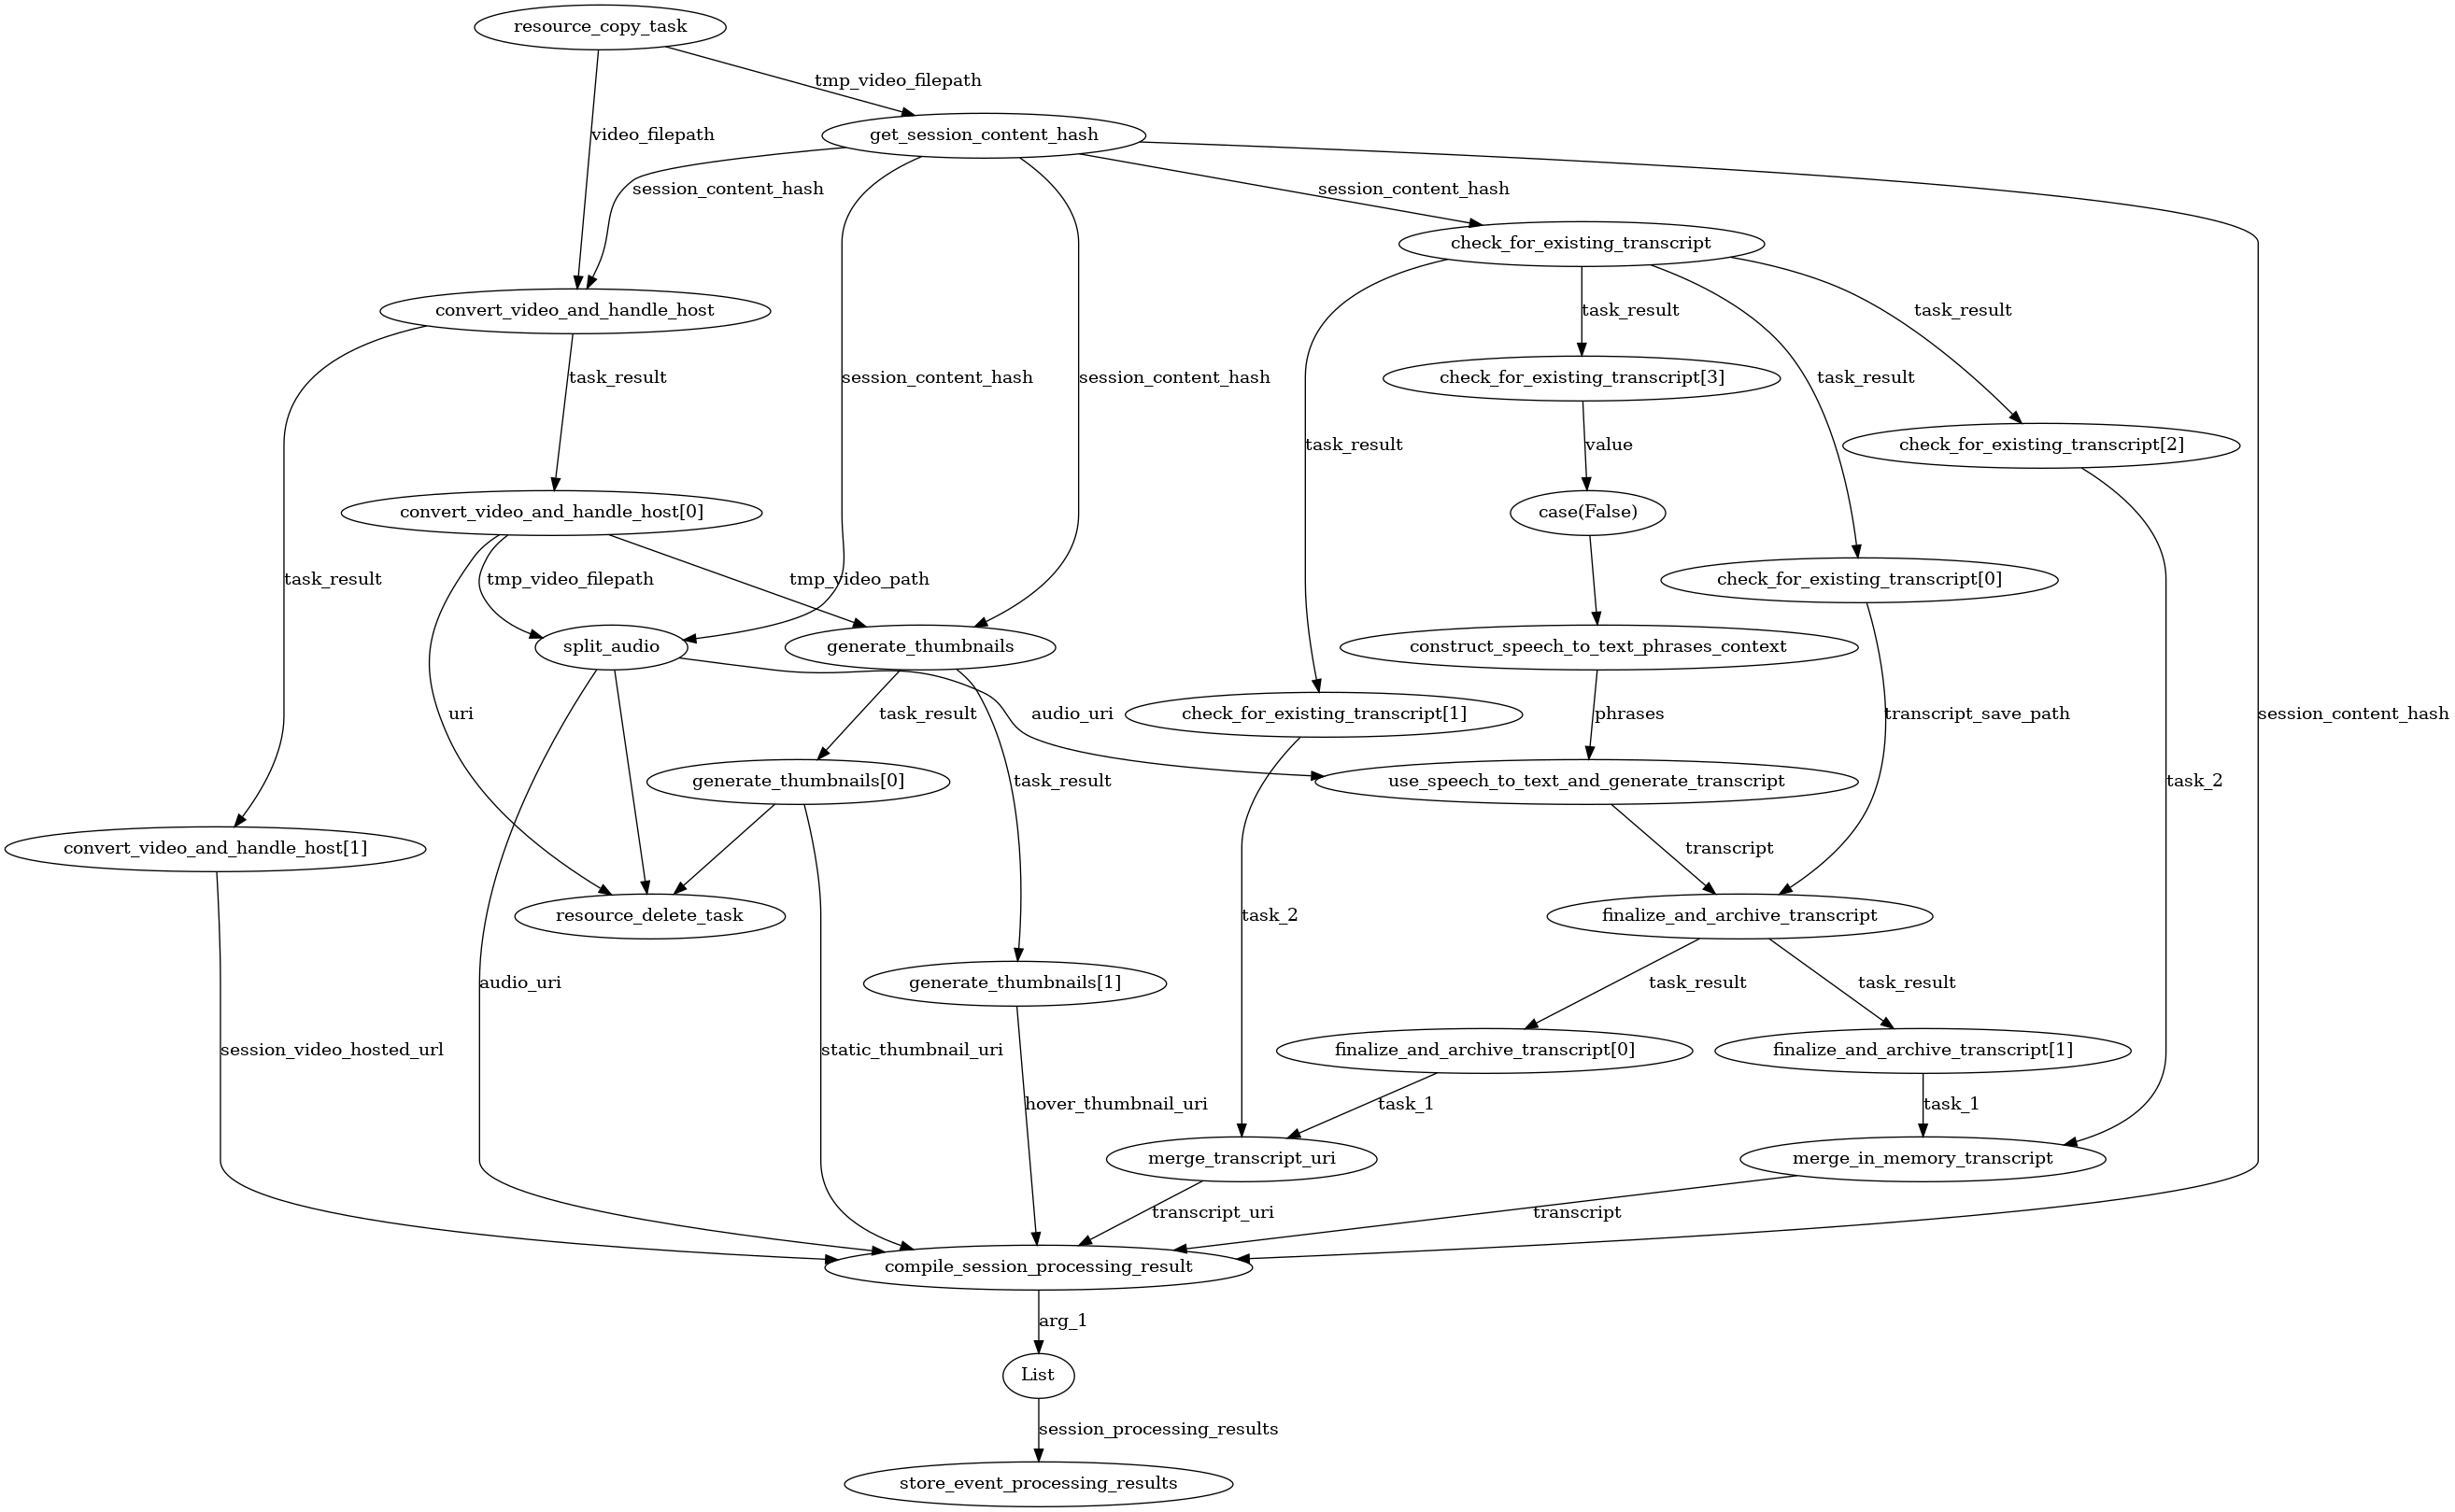 resource_copy_task
tmp_video_filepath
video_filepath
get_session_content_hash
session_content_hash
session_content_hash
check_for_existing_transcript
convert_video_and_handle_host
task_result
task_result
task_result
session_content_hash
session_content_hash
check_for_existing_transcript[3]
task_result
task_result
value
check_for_existing_transcript[2]
convert_video_and_handle_host[0]
case(False)
task_result
tmp_video_filepath
tmp_video_path
check_for_existing_transcript[0]
split_audio
generate_thumbnails
construct_speech_to_text_phrases_context
uri
task_result
audio_uri
check_for_existing_transcript[1]
phrases
transcript_save_path
session_content_hash
generate_thumbnails[0]
task_result
use_speech_to_text_and_generate_transcript
task_2
convert_video_and_handle_host[1]
transcript
resource_delete_task
task_2
finalize_and_archive_transcript
audio_uri
generate_thumbnails[1]
task_result
task_result
session_video_hosted_url
static_thumbnail_uri
finalize_and_archive_transcript[0]
finalize_and_archive_transcript[1]
hover_thumbnail_uri
task_1
task_1
merge_transcript_uri
merge_in_memory_transcript
transcript_uri
transcript
compile_session_processing_result
arg_1
List
session_processing_results
store_event_processing_results